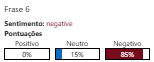 Frase 6
Sentimento: negative
Pontuações
Positivo Neutro Negativo
0% 15% 85%